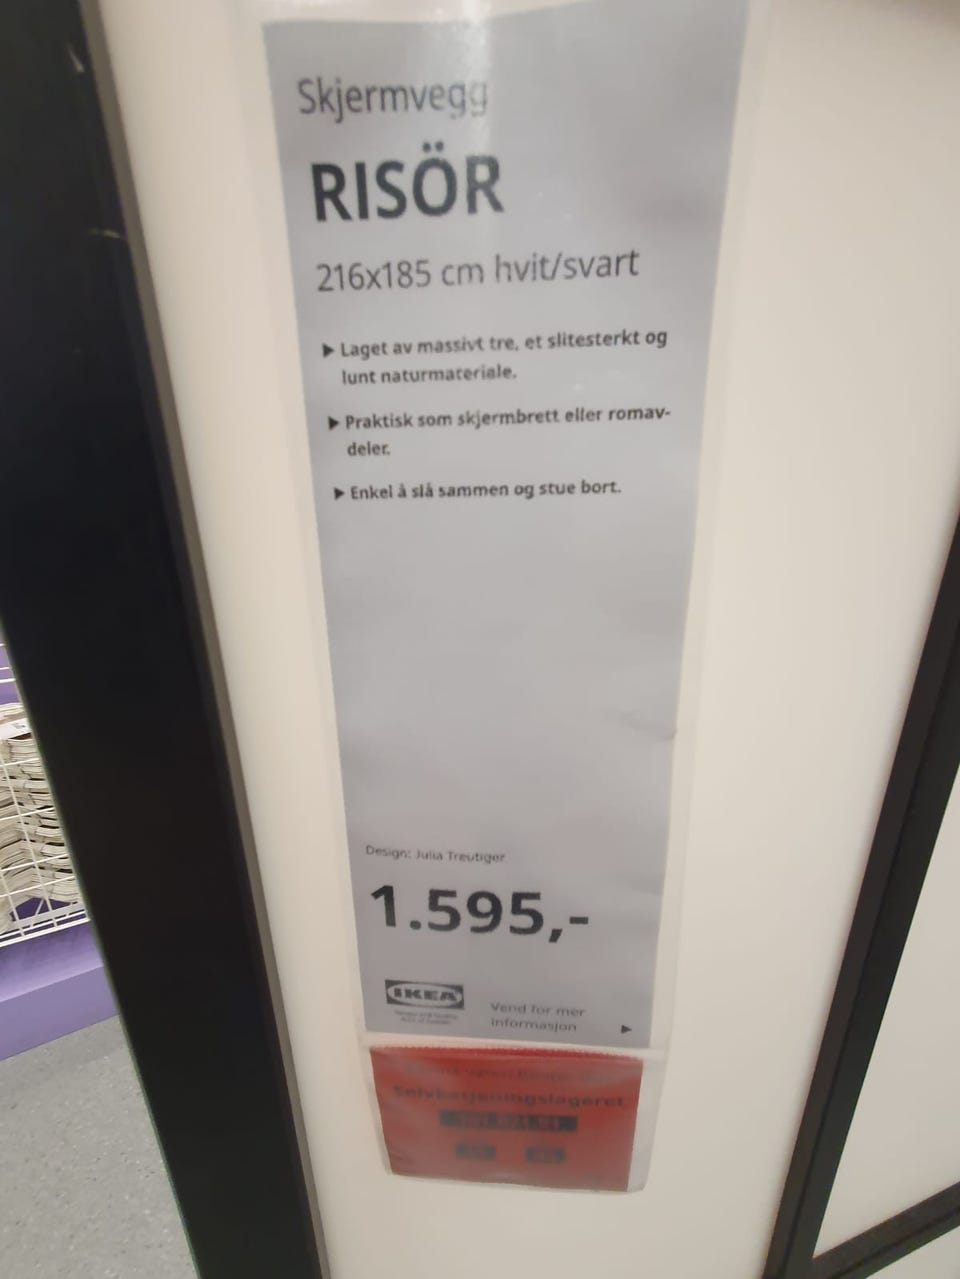 Skjermvegg
RISÖR
216x185 cm hvit/svart
▶ Laget av massivt tre, et slitesterkt og
lunt naturmateriale.
▶ Praktisk som skjermbrett eller romav-
deler.
▶ Enkel å slå sammen og stue bort.
Design: Julia Treutiger
1.595,-
IKEA
Vend for mer
informasjon ▶
Selvbetjeningslageret